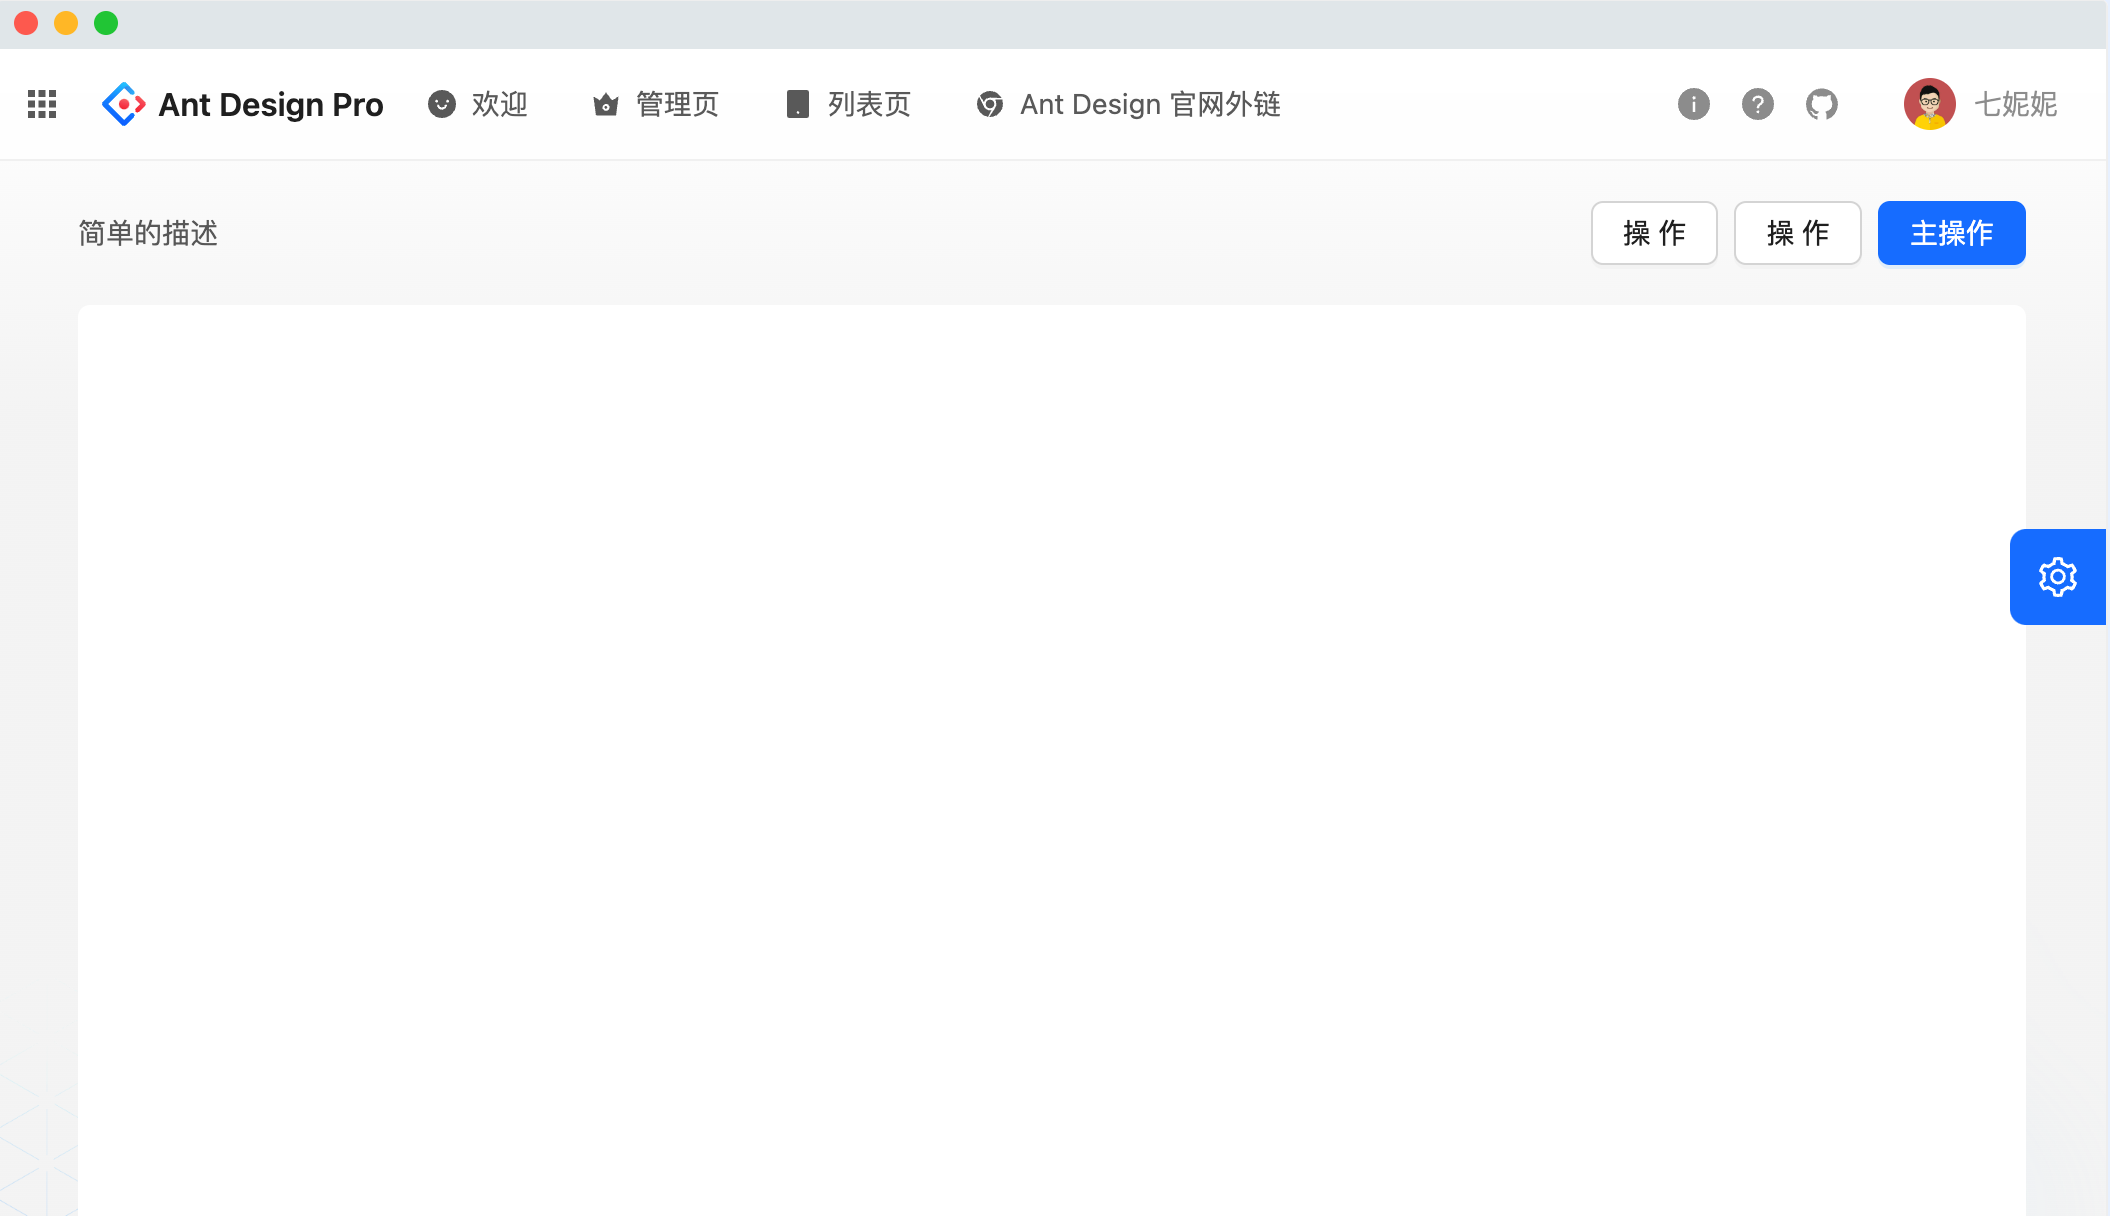 Ant Design Pro 欢迎 管理页 列表页 Ant Design 官网外链 七妮妮
简单的描述 操 作 操 作 主操作